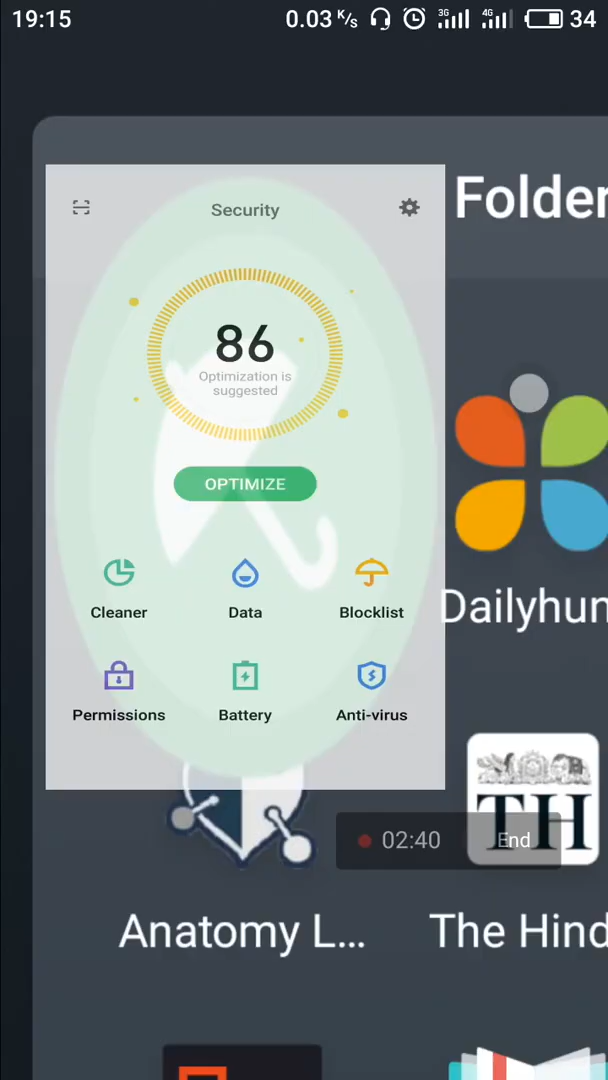 19:15
0.03 K/s
3G
4G
34
Folder
Security
86
Optimization is
suggested
OPTIMIZE
Cleaner
Data
Blocklist
Dailyhun
Permissions
Battery
Anti-virus
TH
02:40
End
Anatomy L...
The Hind